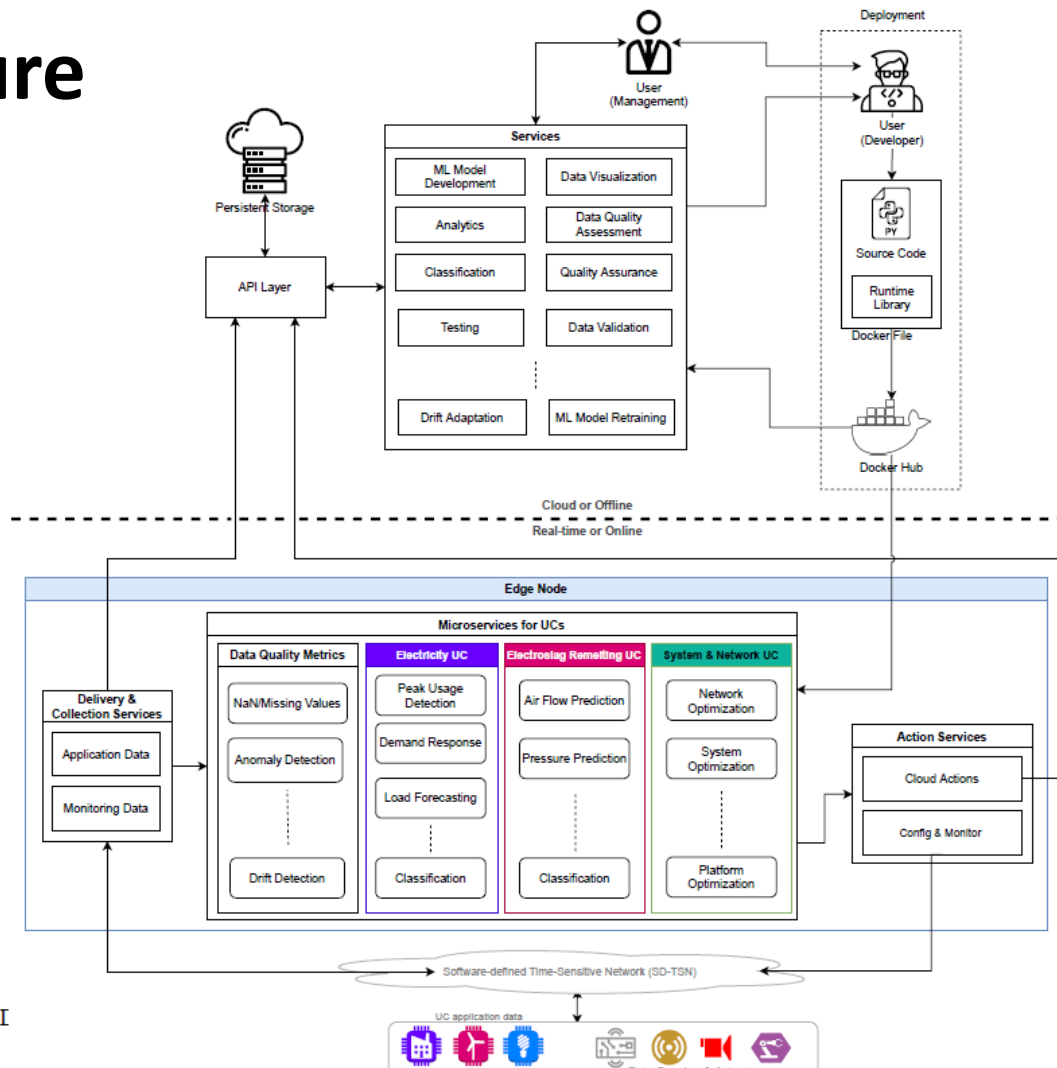 ure
Deployment
User
(Management)
User
(Developer)
Services
ML Model
Development
Data Visualization
Persistent Storage
Analytics
Data Quality
Assessment
PY
Source Code
API Layer
Classification
Quality Assurance
Runtime
Library
Testing
Data Validation
Docker File
Drift Adaptation
ML Model Retraining
Docker Hub
Cloud or Offline
Real-time or Online
Edge Node
Microservices for UCs
Data Quality Metrics
Electricity UC
Electroslag Remelting UC
System & Network UC
Delivery &
Collection Services
Application Data
Monitoring Data
NaN/Missing Values
Anomaly Detection
Drift Detection
Peak Usage
Detection
Demand Response
Load Forecasting
Classification
Air Flow Prediction
Pressure Prediction
Classification
Network
Optimization
System
Optimization
Platform
Optimization
Action Services
Cloud Actions
Config & Monitor
Software-defined Time-Sensitive Network (SD-TSN)
I
UC application data